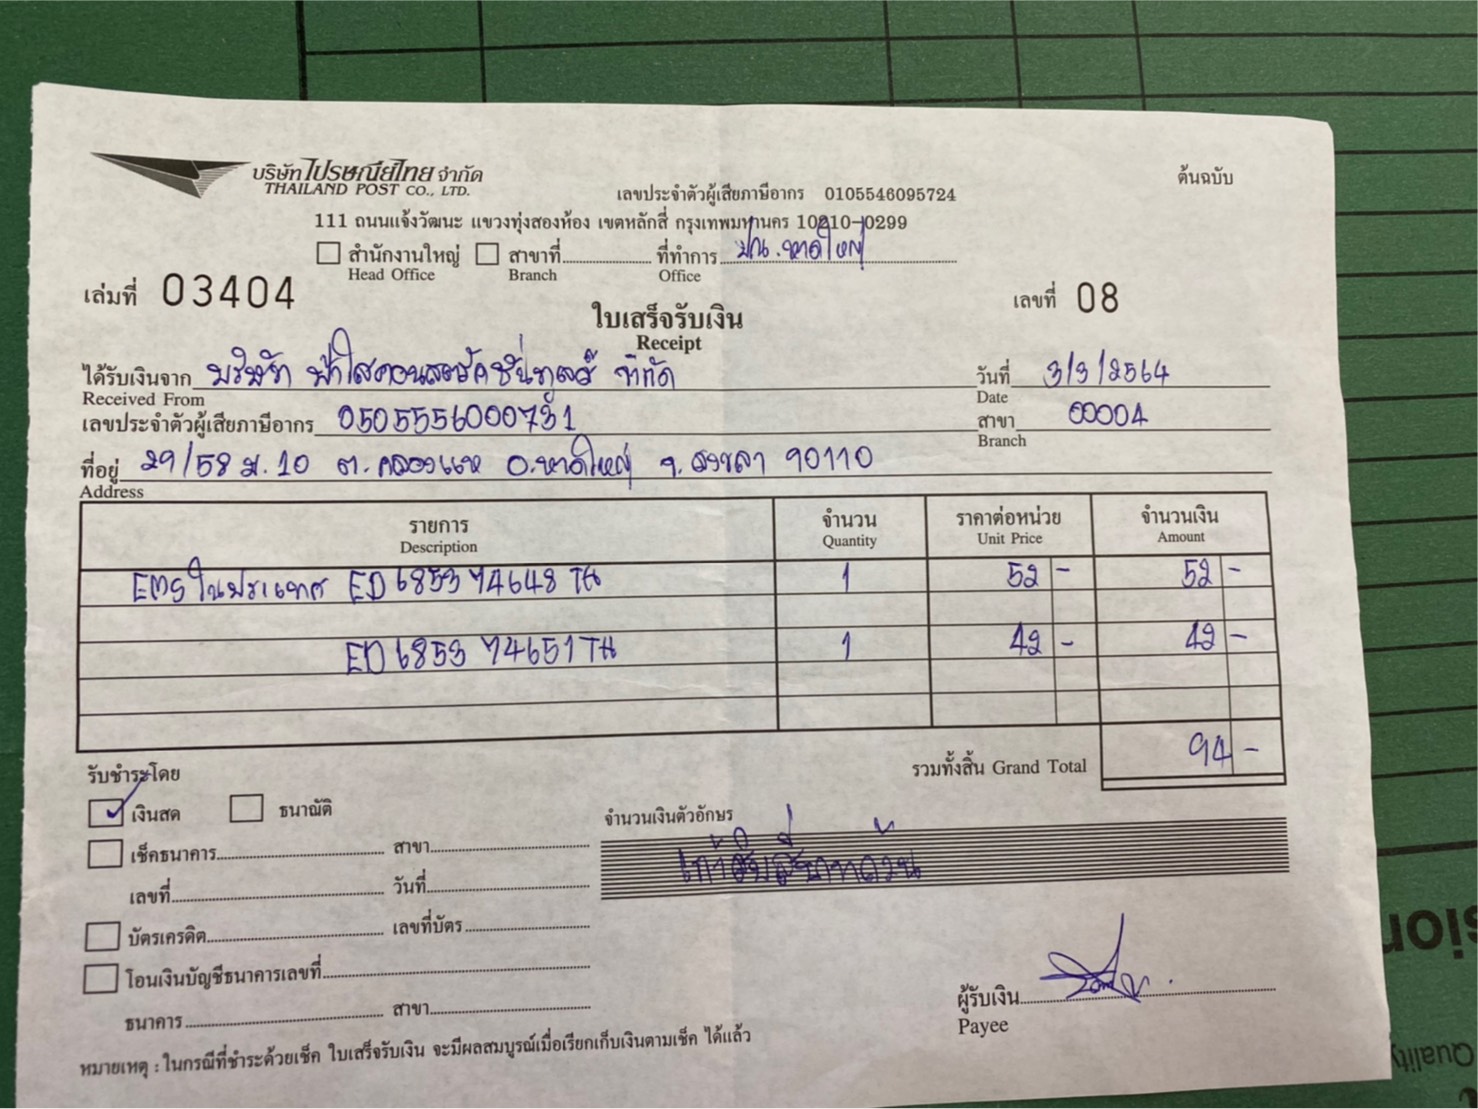 บริษัท ไปรษณีย์ไทย จำกัด
THAILAND POST CO., LTD.
ต้นฉบับ
เลขประจำตัวผู้เสียภาษีอากร 0105546095724
111 ถนนแจ้งวัฒนะ แขวงทุ่งสองห้อง เขตหลักสี่ กรุงเทพมหานคร 10210-0299
สำนักงานใหญ่ สาขาที่ ที่ทำการ ปณ.หาดใหญ่
Head Office Branch Office
เล่มที่ 03404 เลขที่ 08
ใบเสร็จรับเงิน
Receipt
ได้รับเงินจาก บริษัท ฟ้าใสคอนสตรัคชั่นทูลส์ จำกัด วันที่ 3/3/2564
Received From Date
เลขประจำตัวผู้เสียภาษีอากร 0505556000731 สาขา 00004
Branch
ที่อยู่ 29/58 ม.10 ต.คลองแห อ.หาดใหญ่ จ.สงขลา 90110
Address
รายการ จำนวน ราคาต่อหน่วย จำนวนเงิน
Description Quantity Unit Price Amount
EMS ในประเทศ ED 6853 74648 TH 1 52 - 52 -
ED 6853 74651 TH 1 42 - 42 -
รวมทั้งสิ้น Grand Total 94 -
รับชำระโดย
เงินสด ธนาณัติ
จำนวนเงินตัวอักษร
เช็คธนาคาร สาขา
เก้าสิบสี่บาทถ้วน
เลขที่ วันที่
บัตรเครดิต เลขที่บัตร
โอนเงินบัญชีธนาคารเลขที่
ธนาคาร สาขา
ผู้รับเงิน
Payee
หมายเหตุ : ในกรณีที่ชำระด้วยเช็ค ใบเสร็จรับเงิน จะมีผลสมบูรณ์เมื่อเรียกเก็บเงินตามเช็ค ได้แล้ว